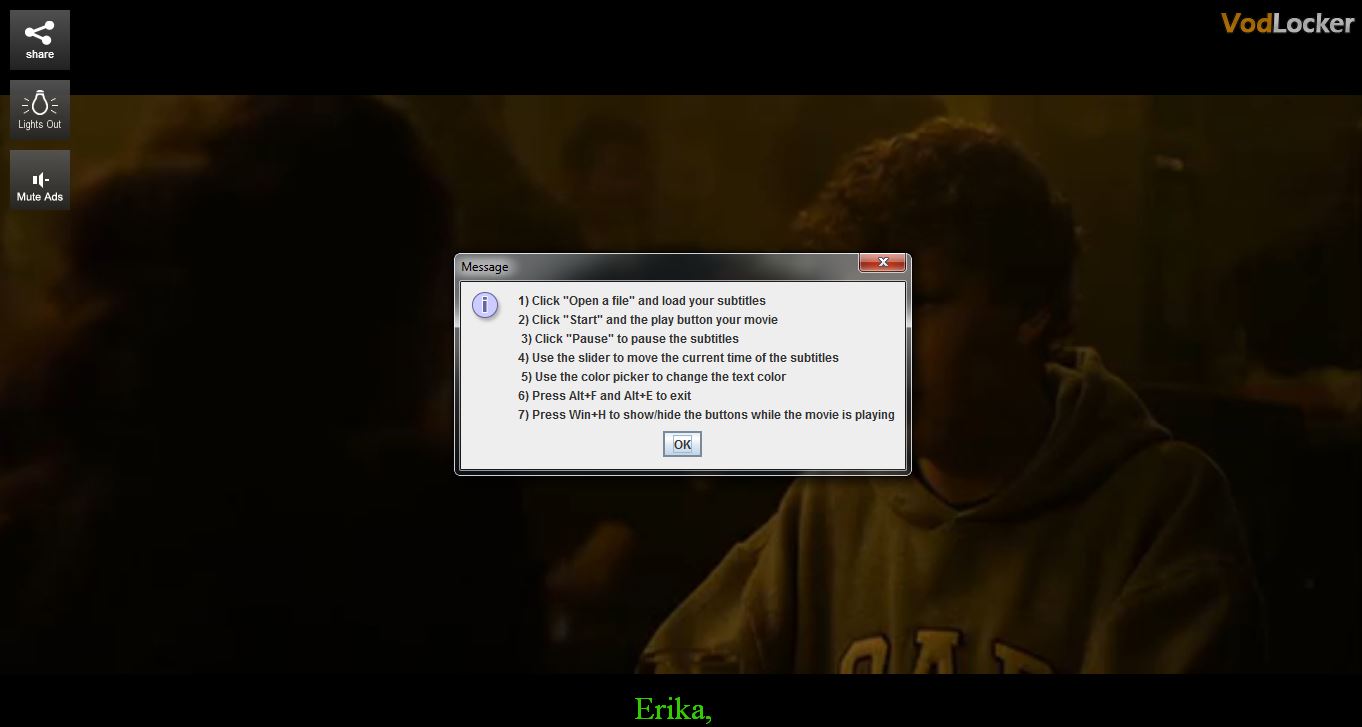 share
VodLocker
Lights Out
Mute Ads
Message
1) Click "Open a file" and load your subtitles
2) Click "Start" and the play button your movie
3) Click "Pause" to pause the subtitles
4) Use the slider to move the current time of the subtitles
5) Use the color picker to change the text color
6) Press Alt+F and Alt+E to exit
7) Press Win+H to show/hide the buttons while the movie is playing
OK
GAP
Erika,